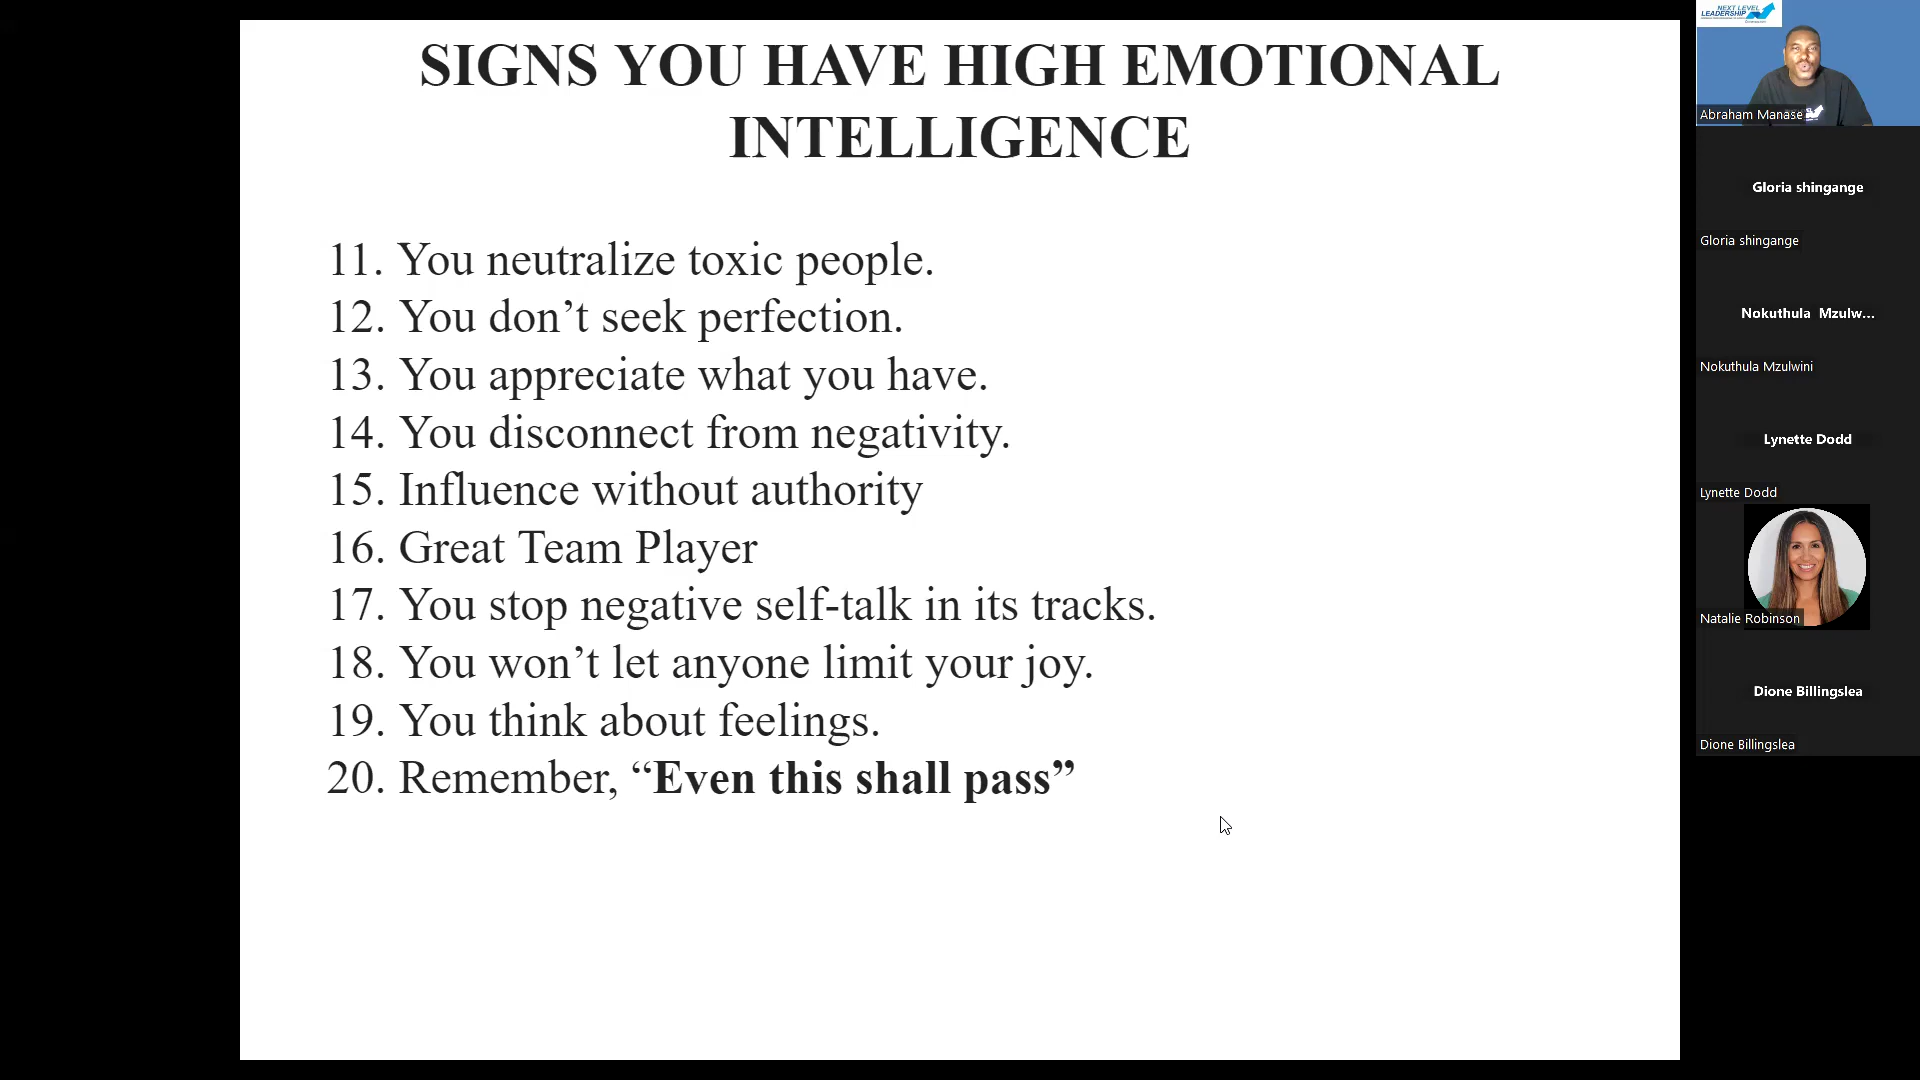 SIGNS YOU HAVE HIGH EMOTIONAL
INTELLIGENCE
11. You neutralize toxic people.
12. You don’t seek perfection.
13. You appreciate what you have.
14. You disconnect from negativity.
15. Influence without authority
16. Great Team Player
17. You stop negative self-talk in its tracks.
18. You won’t let anyone limit your joy.
19. You think about feelings.
20. Remember, “Even this shall pass”
NEXT LEVEL
LEADERSHIP
Abraham Manase
Gloria shingange
Gloria shingange
Nokuthula Mzulw...
Nokuthula Mzulwini
Lynette Dodd
Lynette Dodd
Natalie Robinson
Dione Billingslea
Dione Billingslea